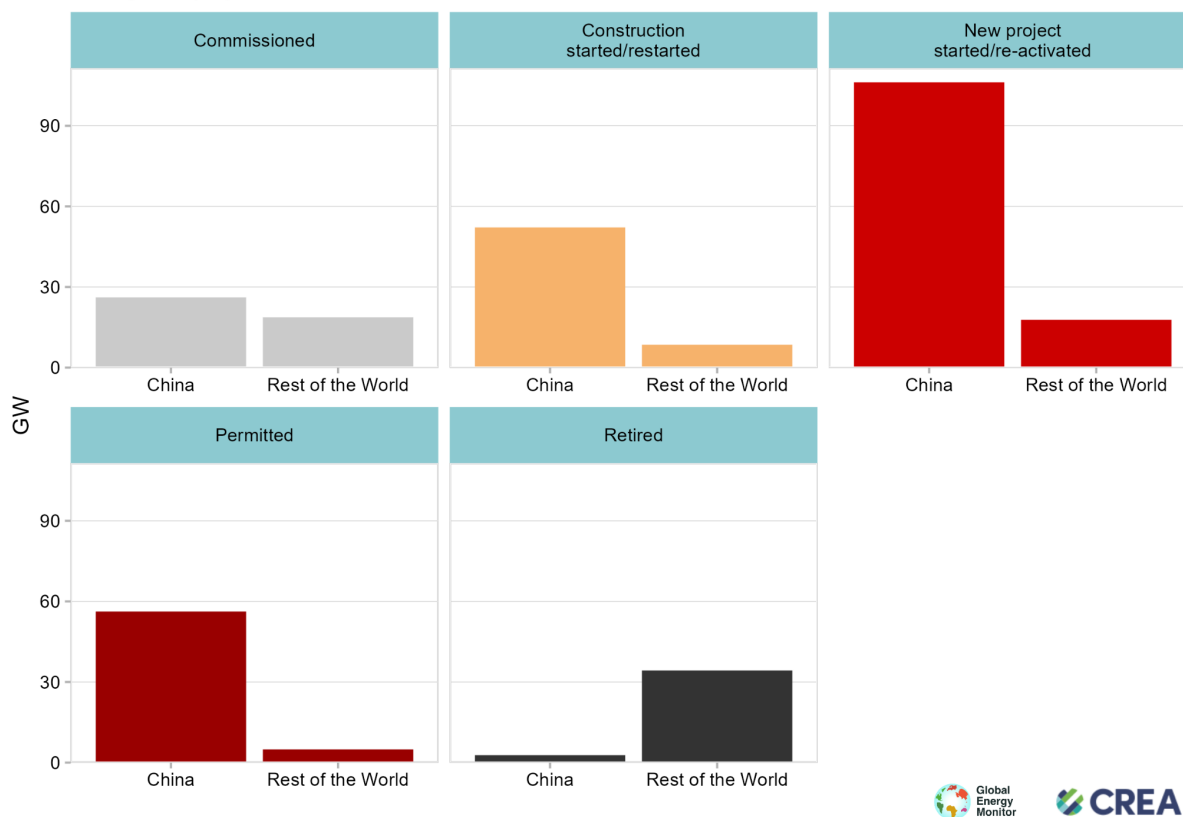 Commissioned
Construction
started/restarted
New project
started/re-activated
90
60
30
0
China
Rest of the World
China
Rest of the World
China
Rest of the World
GW
Permitted
Retired
90
60
30
0
China
Rest of the World
China
Rest of the World
Global
Energy
Monitor
CREA